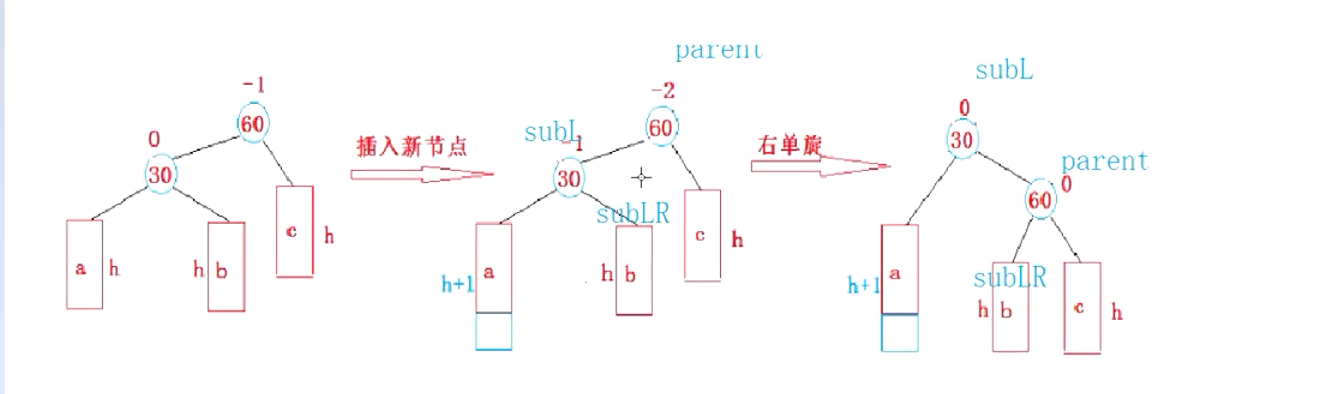 -1
60
0
30
a
h
h
b
c
h
插入新节点
parent
-2
60
subL
-1
30
subLR
h+1
a
h
b
c
h
右单旋
subL
0
30
parent
0
60
h+1
a
subLR
h
b
c
h